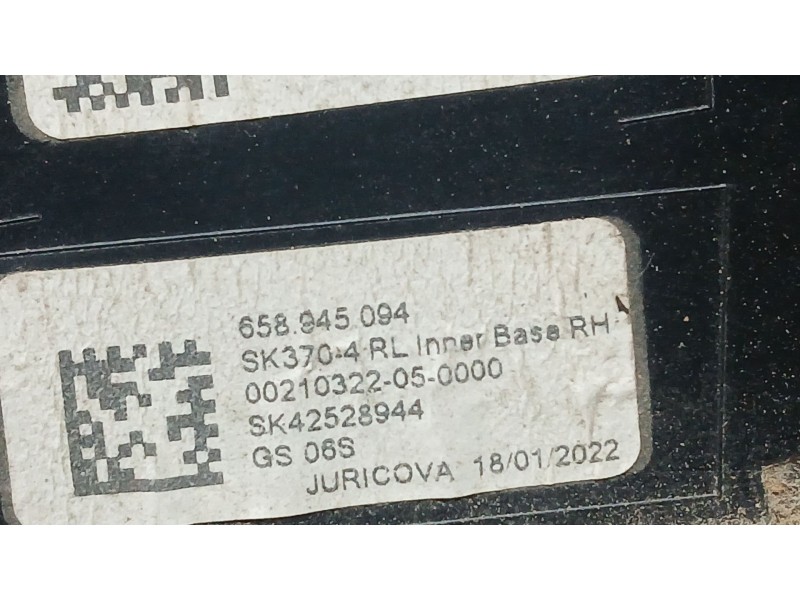 658.945.094
SK370-4 RL Inner Base RH
00210322-05-0000
SK42528944
GS 06S
JURICOVA 18/01/2022